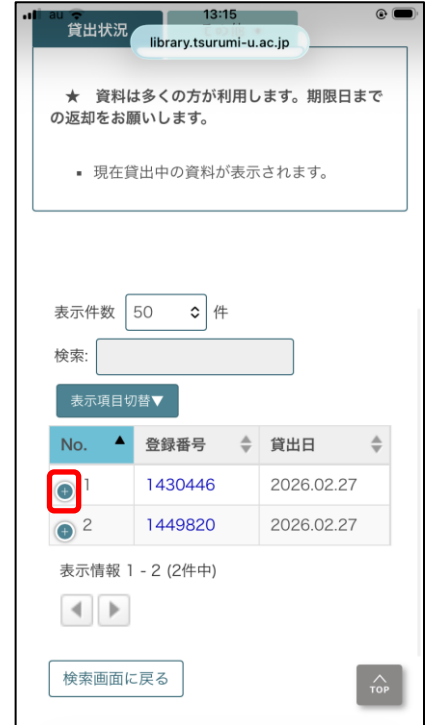 au 13:15
貸出状況
library.tsurumi-u.ac.jp
★ 資料は多くの方が利用します。期限日まで
の返却をお願いします。
▪ 現在貸出中の資料が表示されます。
表示件数 50 件
検索:
表示項目切替▼
No. 登録番号 貸出日
1 1430446 2026.02.27
2 1449820 2026.02.27
表示情報 1 - 2 (2件中)
検索画面に戻る
TOP